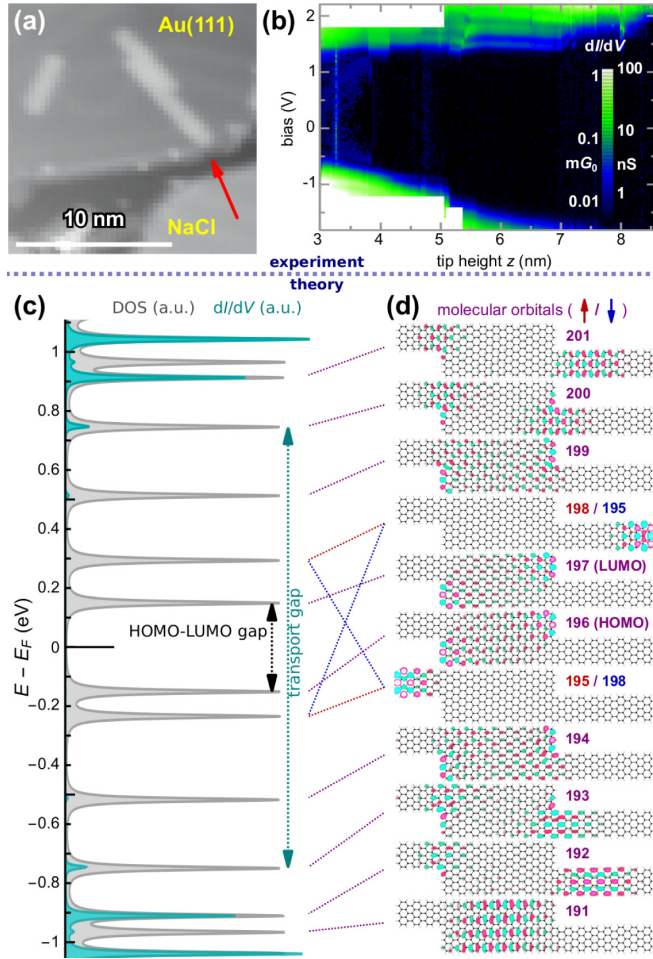 (a)
Au(111)
10 nm
NaCl
(b)
bias (V)
2
1
0
-1
dI/dV
1
100
0.1
10
mG₀
nS
0.01
1
3 4 5 6 7 8
tip height z (nm)
experiment
theory
(c)
DOS (a.u.)
dI/dV (a.u.)
E − E_F (eV)
1
0.8
0.6
0.4
0.2
0
−0.2
−0.4
−0.6
−0.8
−1
HOMO-LUMO gap
transport gap
(d)
molecular orbitals ( / )
201
200
199
198 / 195
197 (LUMO)
196 (HOMO)
195 / 198
194
193
192
191